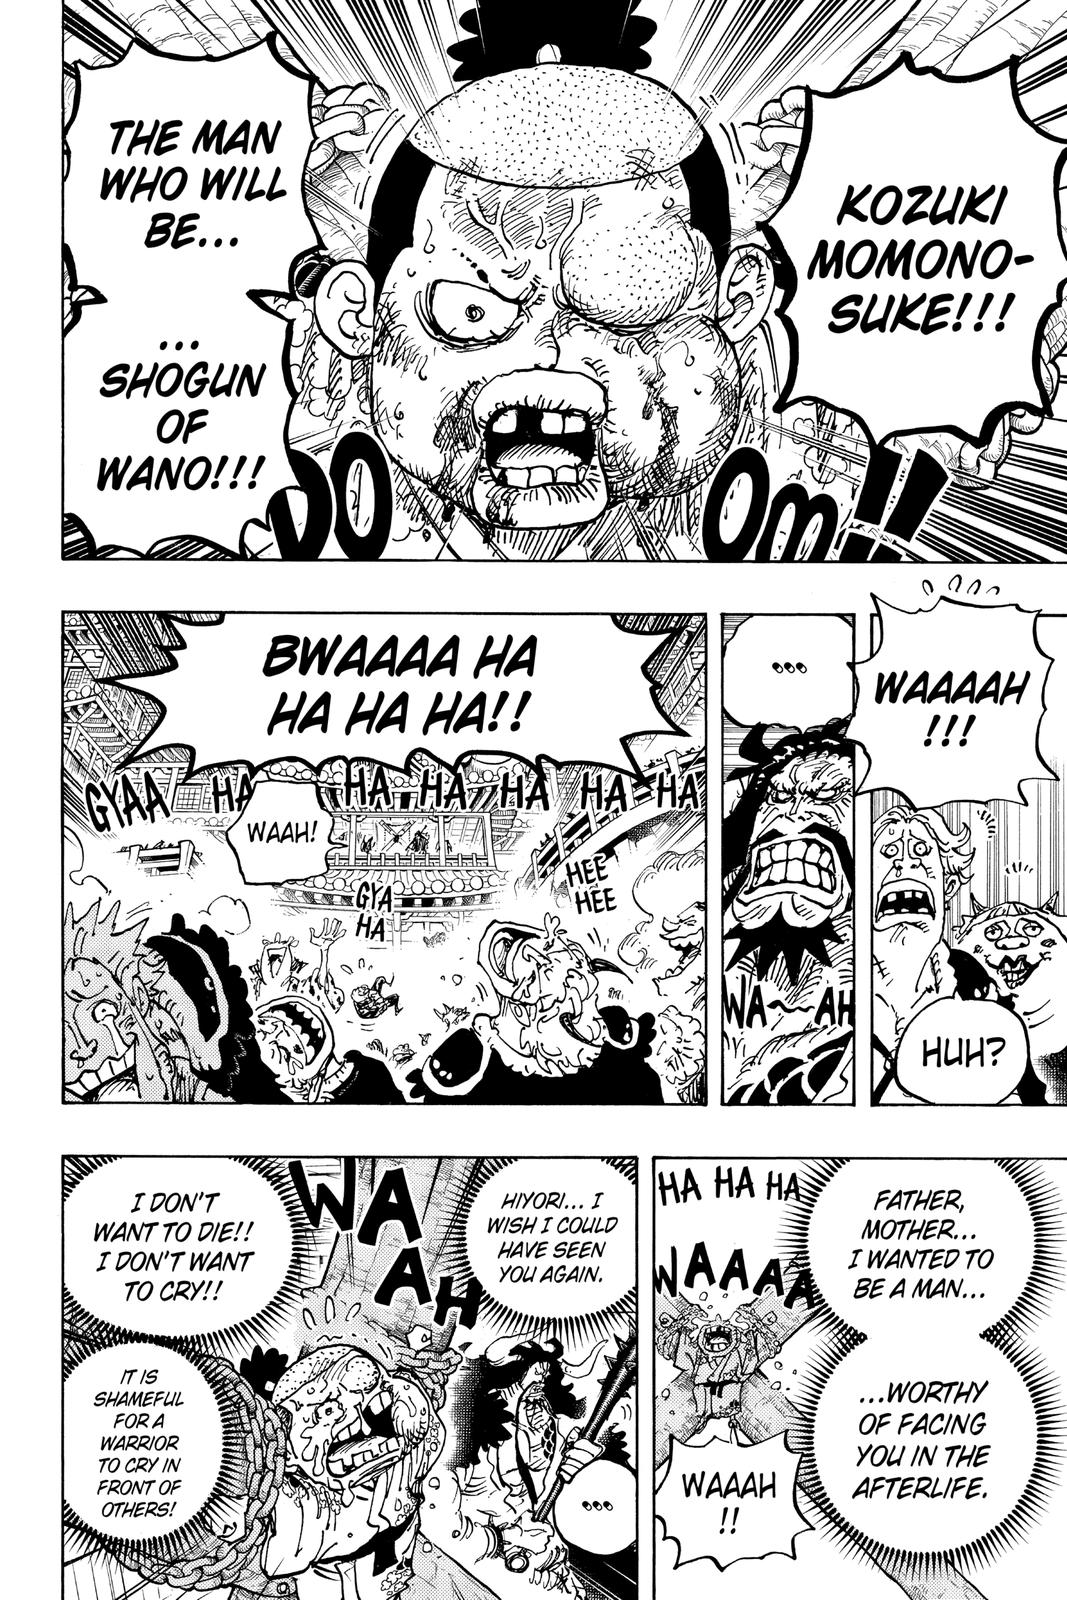 KOZUKI
MOMONO-
SUKE!!!
THE MAN
WHO WILL
BE...
...
SHOGUN
OF
WANO!!!
DOOM!!
WAAAAH
!!!
HUH?
...
WA~AH
BWAAAA HA
HA HA HA!!
GYAA HA HA HA HA HA HA
WAAH!
GYA
HA
HEE
HEE
FATHER,
MOTHER...
I WANTED TO
BE A MAN...
...WORTHY
OF FACING
YOU IN THE
AFTERLIFE.
HA HA HA
WAAAA
WAAAH
!!
HIYORI... I
WISH I COULD
HAVE SEEN
YOU AGAIN.
...
WAAAH
I DON'T
WANT TO DIE!!
I DON'T WANT
TO CRY!!
IT IS
SHAMEFUL
FOR A
WARRIOR
TO CRY IN
FRONT OF
OTHERS!